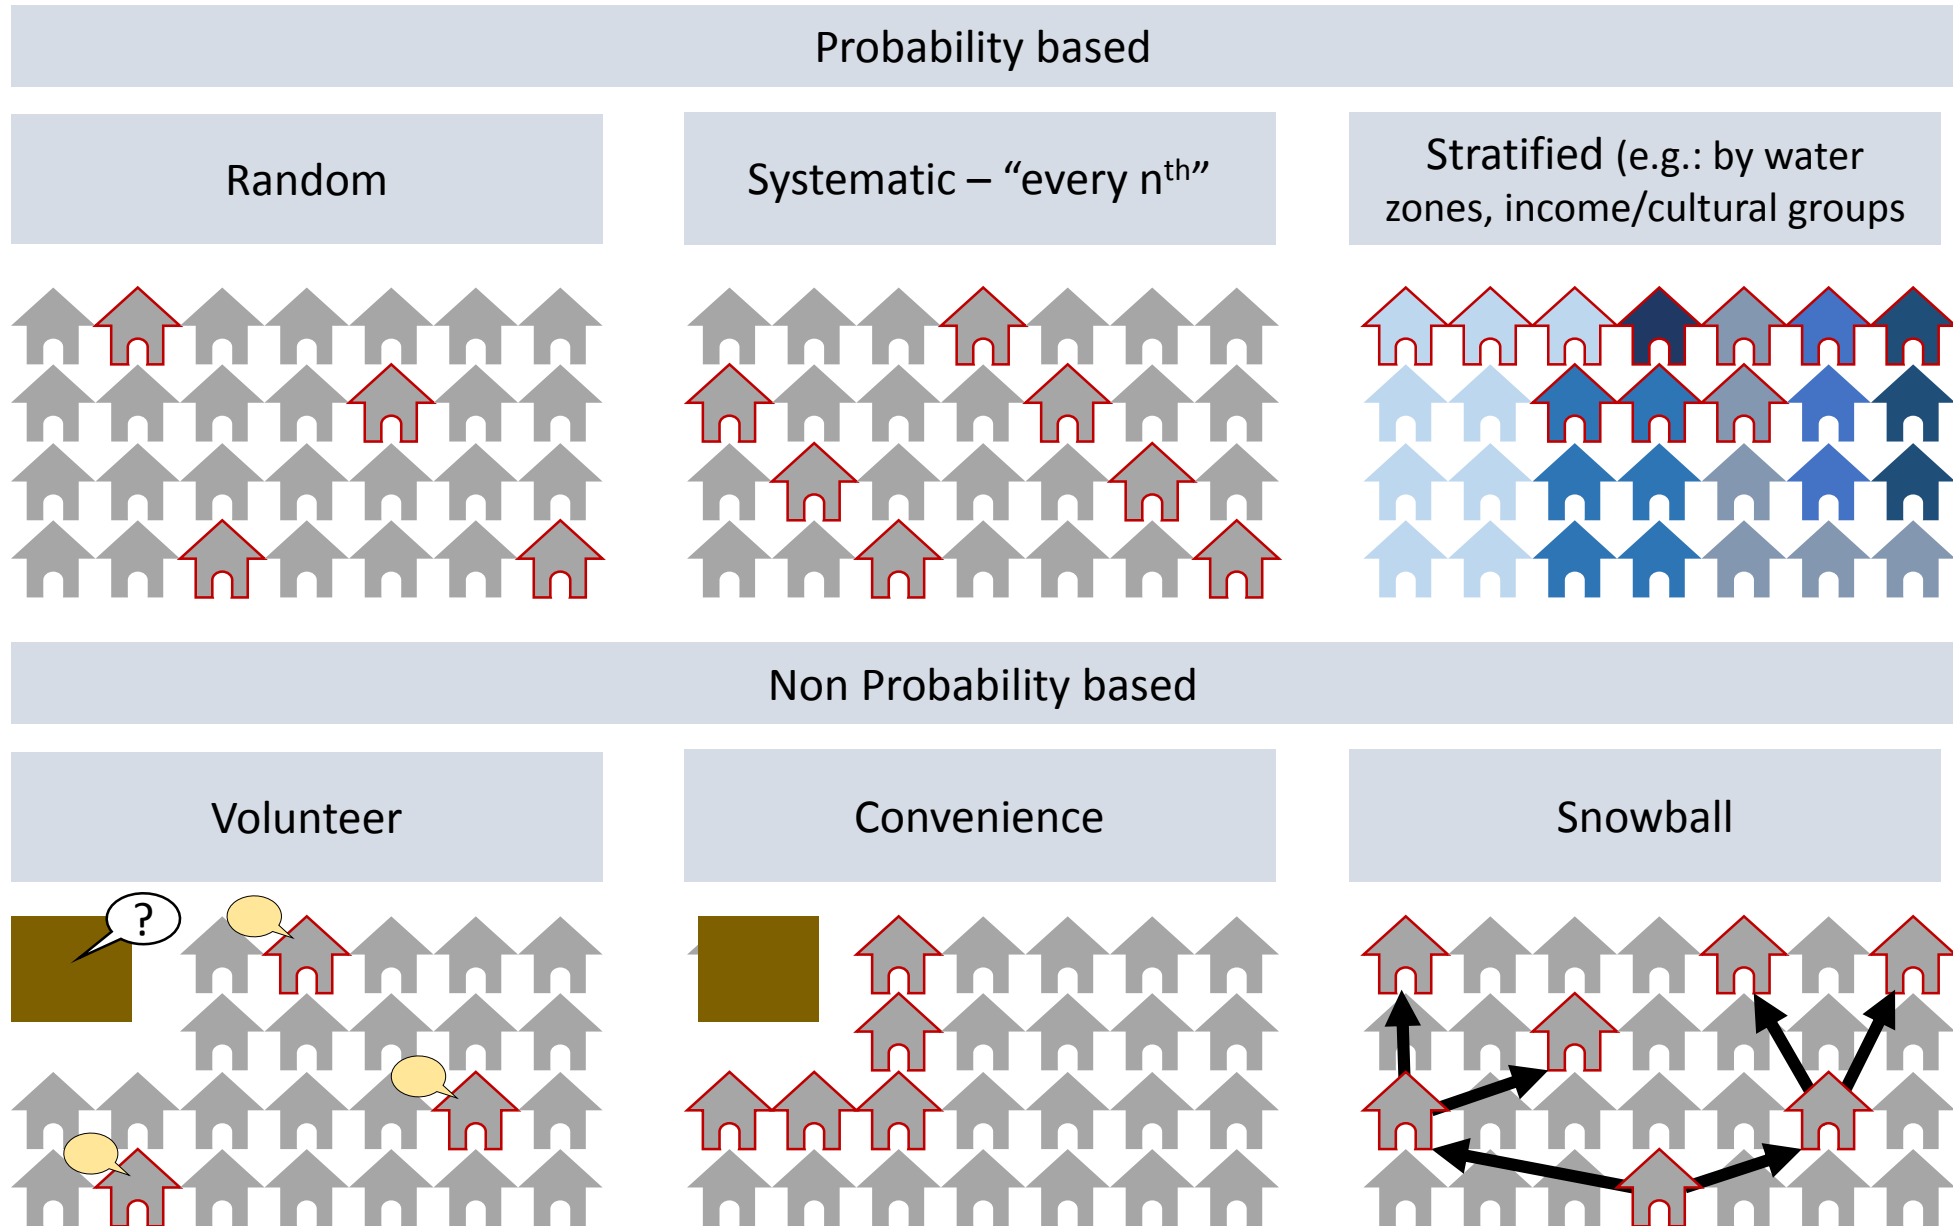 Probability based
Random
Systematic – “every nth”
Stratified (e.g.: by water
zones, income/cultural groups
Non Probability based
Volunteer
Convenience
Snowball
?